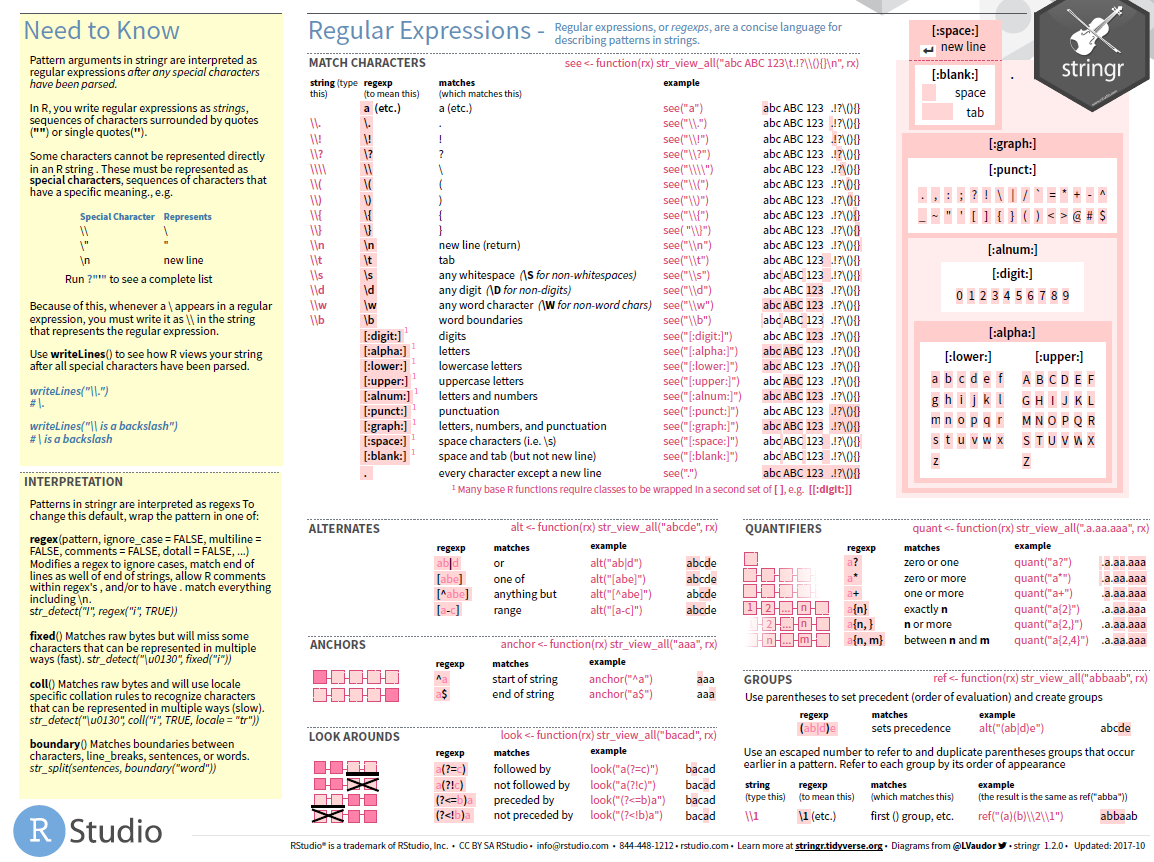 Need to Know
Pattern arguments in stringr are interpreted as
regular expressions after any special characters
have been parsed.
In R, you write regular expressions as strings,
sequences of characters surrounded by quotes
("") or single quotes('').
Some characters cannot be represented directly
in an R string . These must be represented as
special characters, sequences of characters that
have a specific meaning., e.g.
Special Character Represents
\\ \
\" "
\n new line
Run ?"'" to see a complete list
Because of this, whenever a \ appears in a regular
expression, you must write it as \\ in the string
that represents the regular expression.
Use writeLines() to see how R views your string
after all special characters have been parsed.
writeLines("\\.")
# \.
writeLines("\\ is a backslash")
# \ is a backslash
INTERPRETATION
Patterns in stringr are interpreted as regexs To
change this default, wrap the pattern in one of:
regex(pattern, ignore_case = FALSE, multiline =
FALSE, comments = FALSE, dotall = FALSE, ...)
Modifies a regex to ignore cases, match end of
lines as well of end of strings, allow R comments
within regex's , and/or to have . match everything
including \n.
str_detect("I", regex("i", TRUE))
fixed() Matches raw bytes but will miss some
characters that can be represented in multiple
ways (fast). str_detect("\u0130", fixed("i"))
coll() Matches raw bytes and will use locale
specific collation rules to recognize characters
that can be represented in multiple ways (slow).
str_detect("\u0130", coll("i", TRUE, locale = "tr"))
boundary() Matches boundaries between
characters, line_breaks, sentences, or words.
str_split(sentences, boundary("word"))
Regular Expressions -
Regular expressions, or regexps, are a concise language for
describing patterns in strings.
MATCH CHARACTERS see <- function(rx) str_view_all("abc ABC 123\t.!?\\(){}\n", rx)
string (type regexp matches example
this) (to mean this) (which matches this)
a (etc.) a (etc.) see("a") abc ABC 123 .!?\(){}
\\. \. . see("\\.") abc ABC 123 .!?\(){}
\\! \! ! see("\\!") abc ABC 123 .!?\(){}
\\? \? ? see("\\?") abc ABC 123 .!?\(){}
\\\\ \\ \ see("\\\\") abc ABC 123 .!?\(){}
\\( \( ( see("\\(") abc ABC 123 .!?\(){}
\\) \) ) see("\\)") abc ABC 123 .!?\(){}
\\{ \{ { see("\\{") abc ABC 123 .!?\(){}
\\} \} } see( "\\}") abc ABC 123 .!?\(){}
\\n \n new line (return) see("\\n") abc ABC 123 .!?\(){}
\\t \t tab see("\\t") abc ABC 123 .!?\(){}
\\s \s any whitespace (\S for non-whitespaces) see("\\s") abc ABC 123 .!?\(){}
\\d \d any digit (\D for non-digits) see("\\d") abc ABC 123 .!?\(){}
\\w \w any word character (\W for non-word chars) see("\\w") abc ABC 123 .!?\(){}
\\b \b word boundaries see("\\b") abc ABC 123 .!?\(){}
[:digit:] 1 digits see("[:digit:]") abc ABC 123 .!?\(){}
[:alpha:] 1 letters see("[:alpha:]") abc ABC 123 .!?\(){}
[:lower:] 1 lowercase letters see("[:lower:]") abc ABC 123 .!?\(){}
[:upper:] 1 uppercase letters see("[:upper:]") abc ABC 123 .!?\(){}
[:alnum:] 1 letters and numbers see("[:alnum:]") abc ABC 123 .!?\(){}
[:punct:] 1 punctuation see("[:punct:]") abc ABC 123 .!?\(){}
[:graph:] 1 letters, numbers, and punctuation see("[:graph:]") abc ABC 123 .!?\(){}
[:space:] 1 space characters (i.e. \s) see("[:space:]") abc ABC 123 .!?\(){}
[:blank:] 1 space and tab (but not new line) see("[:blank:]") abc ABC 123 .!?\(){}
. every character except a new line see(".") abc ABC 123 .!?\(){}
1 Many base R functions require classes to be wrapped in a second set of [ ], e.g. [[:digit:]]
[:space:]
new line
[:blank:]
space
tab
.
stringr
[:graph:]
[:punct:]
. , : ; ? ! \ | / ` = * + - ^
_ ~ " ' [ ] { } ( ) < > @ # $
[:alnum:]
[:digit:]
0 1 2 3 4 5 6 7 8 9
[:alpha:]
[:lower:] [:upper:]
a b c d e f A B C D E F
g h i j k l G H I J K L
m n o p q r M N O P Q R
s t u v w x S T U V W X
z Z
ALTERNATES alt <- function(rx) str_view_all("abcde", rx)
regexp matches example
ab|d or alt("ab|d") abcde
[abe] one of alt("[abe]") abcde
[^abe] anything but alt("[^abe]") abcde
[a-c] range alt("[a-c]") abcde
ANCHORS anchor <- function(rx) str_view_all("aaa", rx)
regexp matches example
^a start of string anchor("^a") aaa
a$ end of string anchor("a$") aaa
LOOK AROUNDS look <- function(rx) str_view_all("bacad", rx)
regexp matches example
a(?=c) followed by look("a(?=c)") bacad
a(?!c) not followed by look("a(?!c)") bacad
(?<=b)a preceded by look("(?<=b)a") bacad
(?<!b)a not preceded by look("(?<!b)a") bacad
QUANTIFIERS quant <- function(rx) str_view_all(".a.aa.aaa", rx)
regexp matches example
a? zero or one quant("a?") .a.aa.aaa
a* zero or more quant("a*") .a.aa.aaa
a+ one or more quant("a+") .a.aa.aaa
1 2 ... n a{n} exactly n quant("a{2}") .a.aa.aaa
2 ... n a{n, } n or more quant("a{2,}") .a.aa.aaa
n ... m a{n, m} between n and m quant("a{2,4}") .a.aa.aaa
GROUPS ref <- function(rx) str_view_all("abbaab", rx)
Use parentheses to set precedent (order of evaluation) and create groups
regexp matches example
(ab|d)e sets precedence alt("(ab|d)e") abcde
Use an escaped number to refer to and duplicate parentheses groups that occur
earlier in a pattern. Refer to each group by its order of appearance
string regexp matches example
(type this) (to mean this) (which matches this) (the result is the same as ref("abba"))
\\1 \1 (etc.) first () group, etc. ref("(a)(b)\\2\\1") abbaab
R Studio
RStudio® is a trademark of RStudio, Inc. • CC BY SA RStudio • info@rstudio.com • 844-448-1212 • rstudio.com • Learn more at stringr.tidyverse.org • Diagrams from @LVaudor • stringr 1.2.0 • Updated: 2017-10